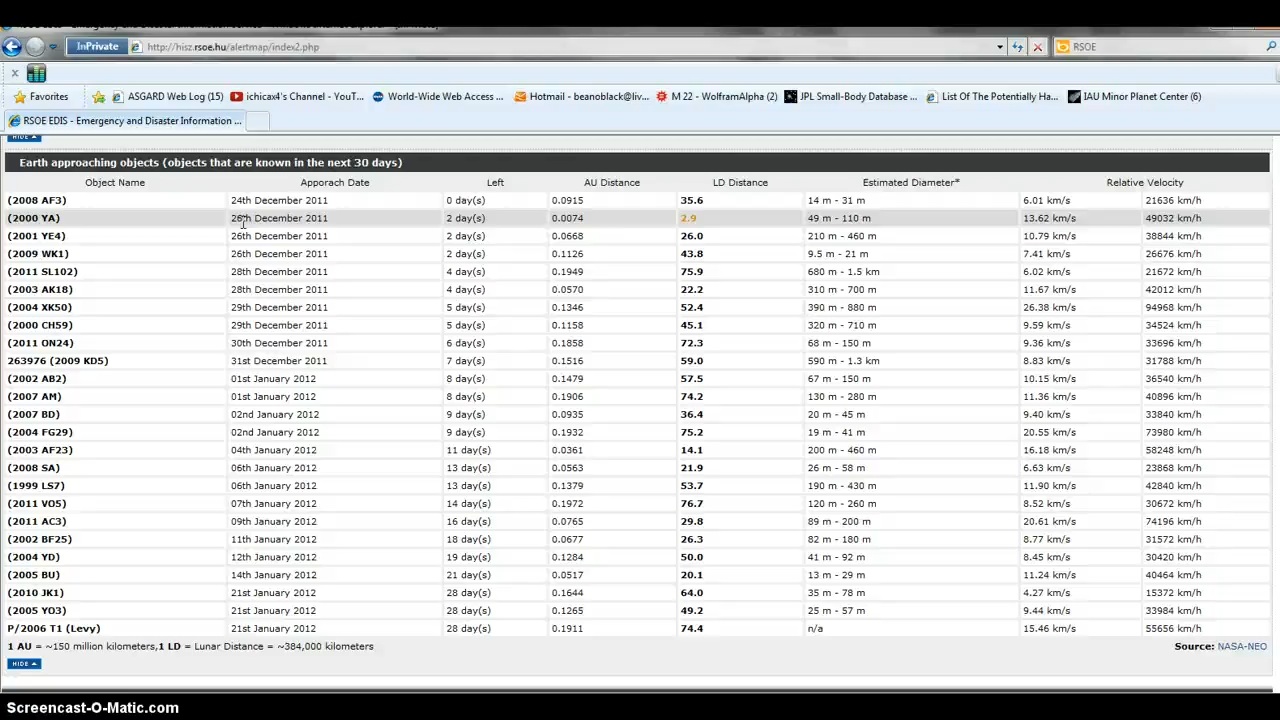 InPrivate http://hisz.rsoe.hu/alertmap/index2.php RSOE
x
Favorites ASGARD Web Log (15) ichicax4's Channel - YouT... World-Wide Web Access ... Hotmail - beanoblack@liv... M 22 - WolframAlpha (2) JPL Small-Body Database ... List Of The Potentially Ha... IAU Minor Planet Center (6)
RSOE EDIS - Emergency and Disaster Information ...
HIDE
Earth approaching objects (objects that are known in the next 30 days)
Object Name Apporach Date Left AU Distance LD Distance Estimated Diameter* Relative Velocity
(2008 AF3) 24th December 2011 0 day(s) 0.0915 35.6 14 m - 31 m 6.01 km/s 21636 km/h
(2000 YA) 26th December 2011 2 day(s) 0.0074 2.9 49 m - 110 m 13.62 km/s 49032 km/h
(2001 YE4) 26th December 2011 2 day(s) 0.0668 26.0 210 m - 460 m 10.79 km/s 38844 km/h
(2009 WK1) 26th December 2011 2 day(s) 0.1126 43.8 9.5 m - 21 m 7.41 km/s 26676 km/h
(2011 SL102) 28th December 2011 4 day(s) 0.1949 75.9 680 m - 1.5 km 6.02 km/s 21672 km/h
(2003 AK18) 28th December 2011 4 day(s) 0.0570 22.2 310 m - 700 m 11.67 km/s 42012 km/h
(2004 XK50) 29th December 2011 5 day(s) 0.1346 52.4 390 m - 880 m 26.38 km/s 94968 km/h
(2000 CH59) 29th December 2011 5 day(s) 0.1158 45.1 320 m - 710 m 9.59 km/s 34524 km/h
(2011 ON24) 30th December 2011 6 day(s) 0.1858 72.3 68 m - 150 m 9.36 km/s 33696 km/h
263976 (2009 KD5) 31st December 2011 7 day(s) 0.1516 59.0 590 m - 1.3 km 8.83 km/s 31788 km/h
(2002 AB2) 01st January 2012 8 day(s) 0.1479 57.5 67 m - 150 m 10.15 km/s 36540 km/h
(2007 AM) 01st January 2012 8 day(s) 0.1906 74.2 130 m - 280 m 11.36 km/s 40896 km/h
(2007 BD) 02nd January 2012 9 day(s) 0.0935 36.4 20 m - 45 m 9.40 km/s 33840 km/h
(2004 FG29) 02nd January 2012 9 day(s) 0.1932 75.2 19 m - 41 m 20.55 km/s 73980 km/h
(2003 AF23) 04th January 2012 11 day(s) 0.0361 14.1 200 m - 460 m 16.18 km/s 58248 km/h
(2008 SA) 06th January 2012 13 day(s) 0.0563 21.9 26 m - 58 m 6.63 km/s 23868 km/h
(1999 LS7) 06th January 2012 13 day(s) 0.1379 53.7 190 m - 430 m 11.90 km/s 42840 km/h
(2011 VO5) 07th January 2012 14 day(s) 0.1972 76.7 120 m - 260 m 8.52 km/s 30672 km/h
(2011 AC3) 09th January 2012 16 day(s) 0.0765 29.8 89 m - 200 m 20.61 km/s 74196 km/h
(2002 BF25) 11th January 2012 18 day(s) 0.0677 26.3 82 m - 180 m 8.77 km/s 31572 km/h
(2004 YD) 12th January 2012 19 day(s) 0.1284 50.0 41 m - 92 m 8.45 km/s 30420 km/h
(2005 BU) 14th January 2012 21 day(s) 0.0517 20.1 13 m - 29 m 11.24 km/s 40464 km/h
(2010 JK1) 21st January 2012 28 day(s) 0.1644 64.0 35 m - 78 m 4.27 km/s 15372 km/h
(2005 YO3) 21st January 2012 28 day(s) 0.1265 49.2 25 m - 57 m 9.44 km/s 33984 km/h
P/2006 T1 (Levy) 21st January 2012 28 day(s) 0.1911 74.4 n/a 15.46 km/s 55656 km/h
1 AU = ~150 million kilometers,1 LD = Lunar Distance = ~384,000 kilometers Source: NASA-NEO
HIDE
Screencast-O-Matic.com